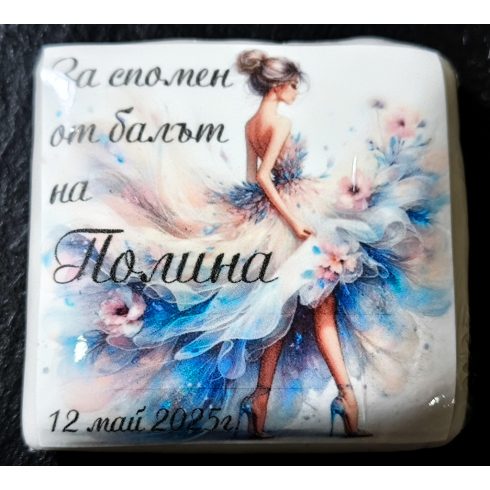 За спомен
от балът
на
Полина
12 май 2025г.